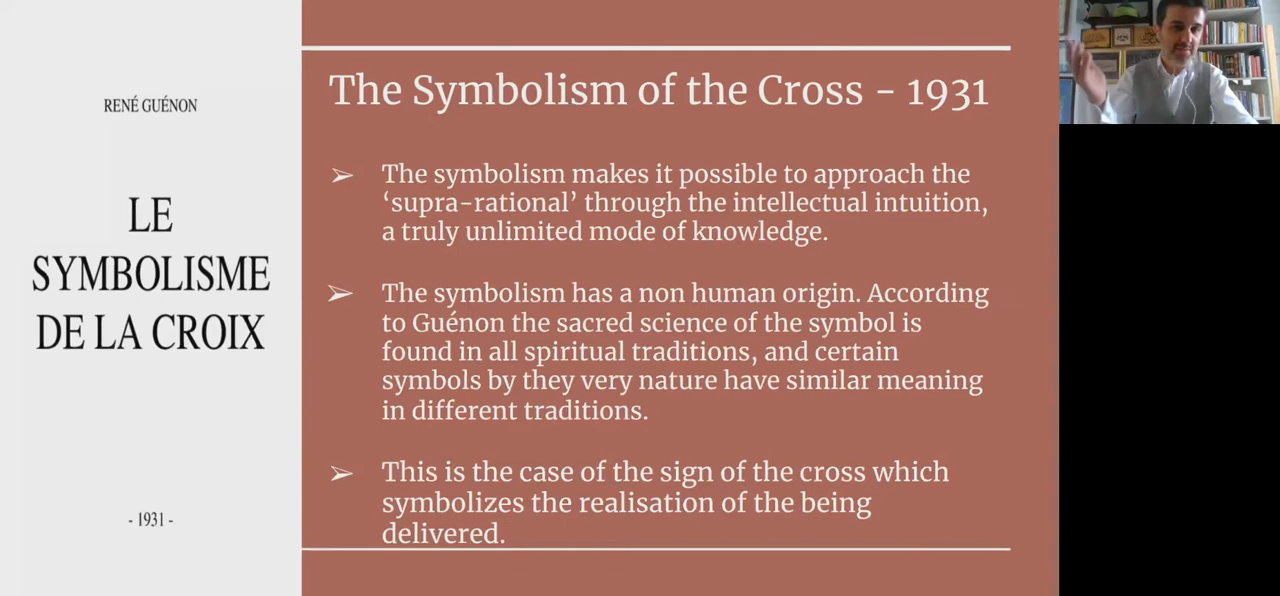 RENÉ GUÉNON
LE
SYMBOLISME
DE LA CROIX
- 1931 -
The Symbolism of the Cross - 1931
➢ The symbolism makes it possible to approach the
‘supra-rational’ through the intellectual intuition,
a truly unlimited mode of knowledge.
➢ The symbolism has a non human origin. According
to Guénon the sacred science of the symbol is
found in all spiritual traditions, and certain
symbols by they very nature have similar meaning
in different traditions.
➢ This is the case of the sign of the cross which
symbolizes the realisation of the being
delivered.